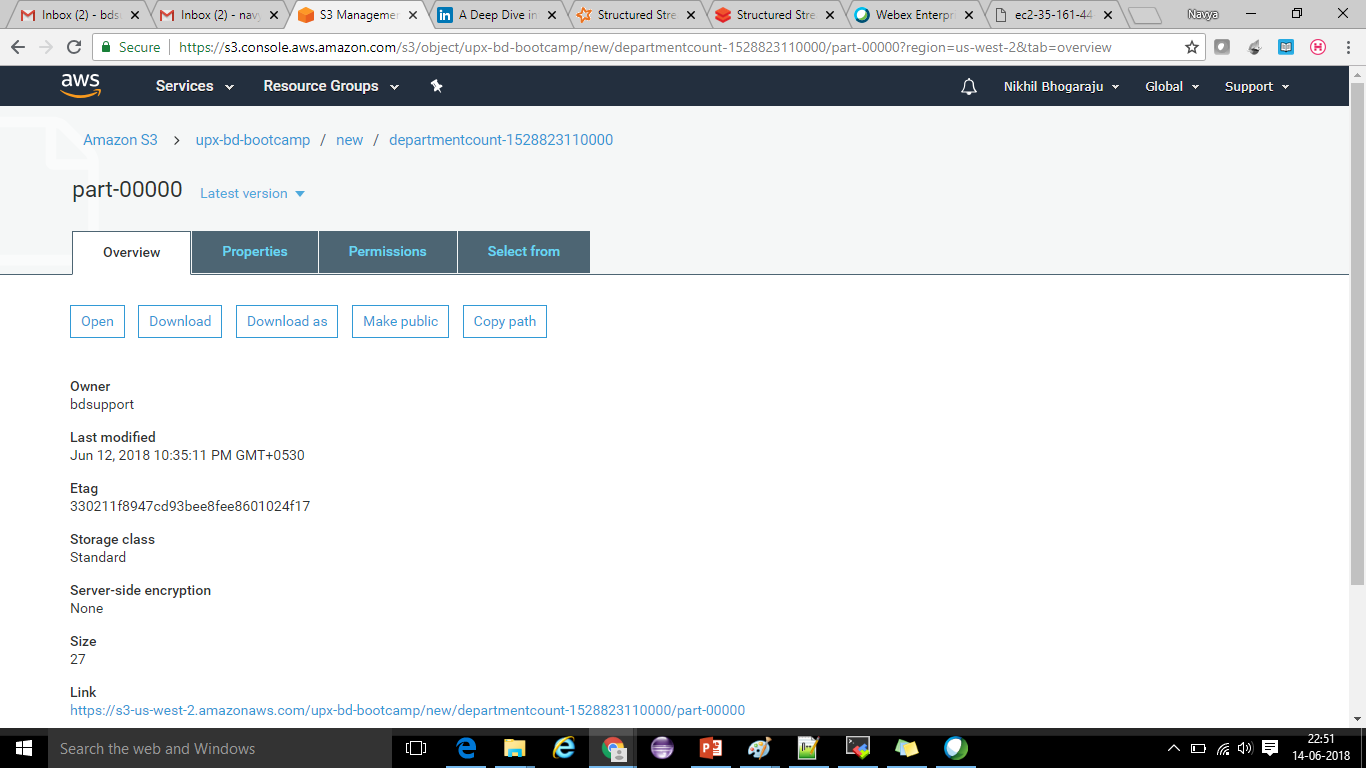 Inbox (2) - bds
Inbox (2) - navy
S3 Managemen
A Deep Dive in
Structured Stre
Structured Stre
Webex Enterpr
ec2-35-161-44
Navya
Secure
https://s3.console.aws.amazon.com/s3/object/upx-bd-bootcamp/new/departmentcount-1528823110000/part-00000?region=us-west-2&tab=overview
aws
Services
Resource Groups
Nikhil Bhogaraju
Global
Support
Amazon S3 > upx-bd-bootcamp / new / departmentcount-1528823110000
part-00000 Latest version
Overview
Properties
Permissions
Select from
Open
Download
Download as
Make public
Copy path
Owner
bdsupport
Last modified
Jun 12, 2018 10:35:11 PM GMT+0530
Etag
330211f8947cd93bee8fee8601024f17
Storage class
Standard
Server-side encryption
None
Size
27
Link
https://s3-us-west-2.amazonaws.com/upx-bd-bootcamp/new/departmentcount-1528823110000/part-00000
Search the web and Windows
22:51
14-06-2018